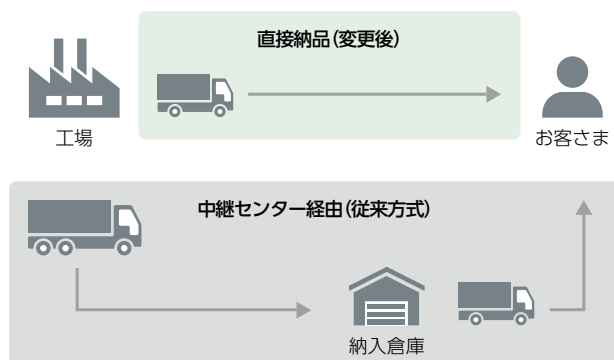 直接納品(変更後)
工場
お客さま
中継センター経由(従来方式)
納入倉庫